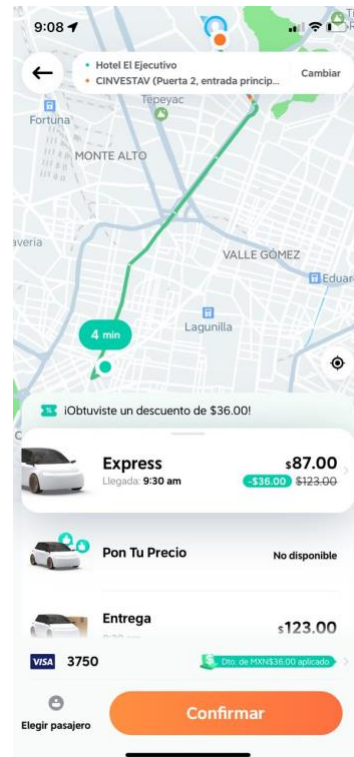 9:08
Hotel El Ejecutivo
CINVESTAV (Puerta 2, entrada princip...
Cambiar
Tepeyac
Fortuna
MONTE ALTO
VALLE GÓMEZ
Eduar
Lagunilla
4 min
¡Obtuviste un descuento de $36.00!
Express
$87.00
Llegada: 9:30 am
-$36.00 $123.00
Pon Tu Precio
No disponible
Entrega
$123.00
VISA 3750
Dto. de MXN$36.00 aplicado
Elegir pasajero
Confirmar